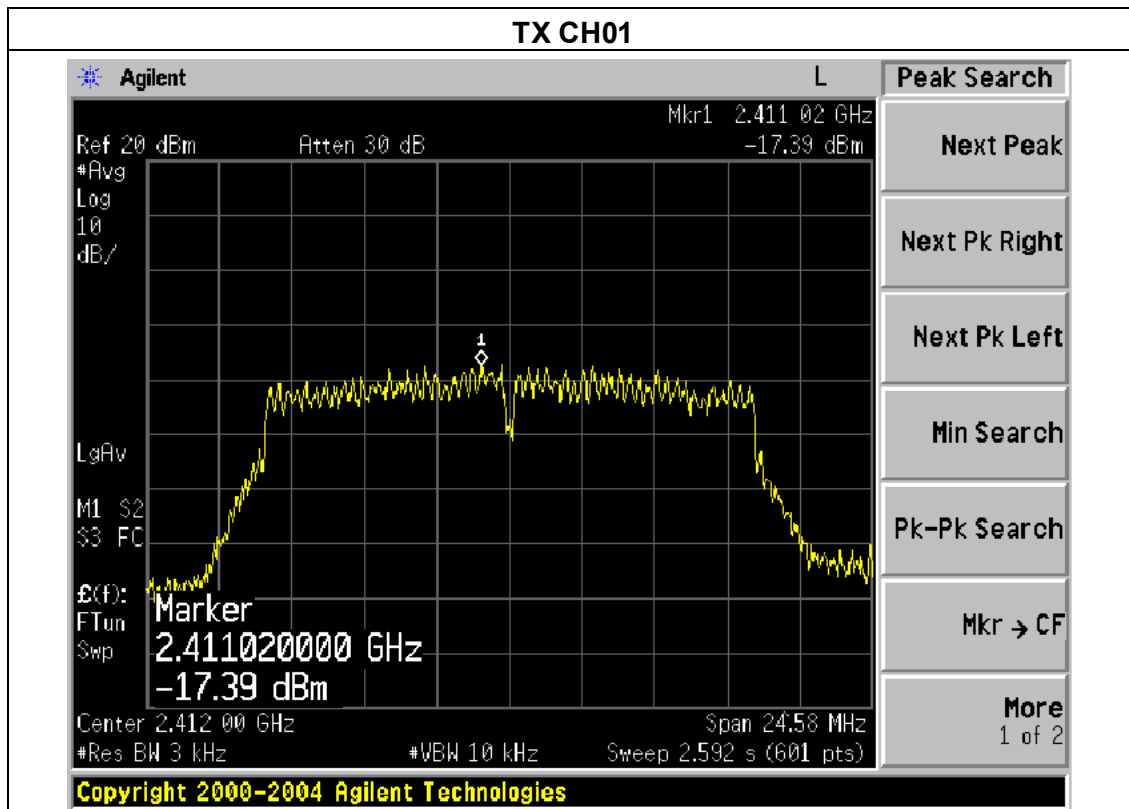 TX CH01
Agilent L Peak Search
Mkr1 2.411 02 GHz
Ref 20 dBm Atten 30 dB -17.39 dBm
#Avg
Log
10
dB/
1
LgAv
M1 S2
S3 FC
£(f):
FTun
Swp
Marker
2.411020000 GHz
-17.39 dBm
Center 2.412 00 GHz Span 24.58 MHz
#Res BW 3 kHz #VBW 10 kHz Sweep 2.592 s (601 pts)
Copyright 2000-2004 Agilent Technologies
Next Peak
Next Pk Right
Next Pk Left
Min Search
Pk-Pk Search
Mkr → CF
More
1 of 2